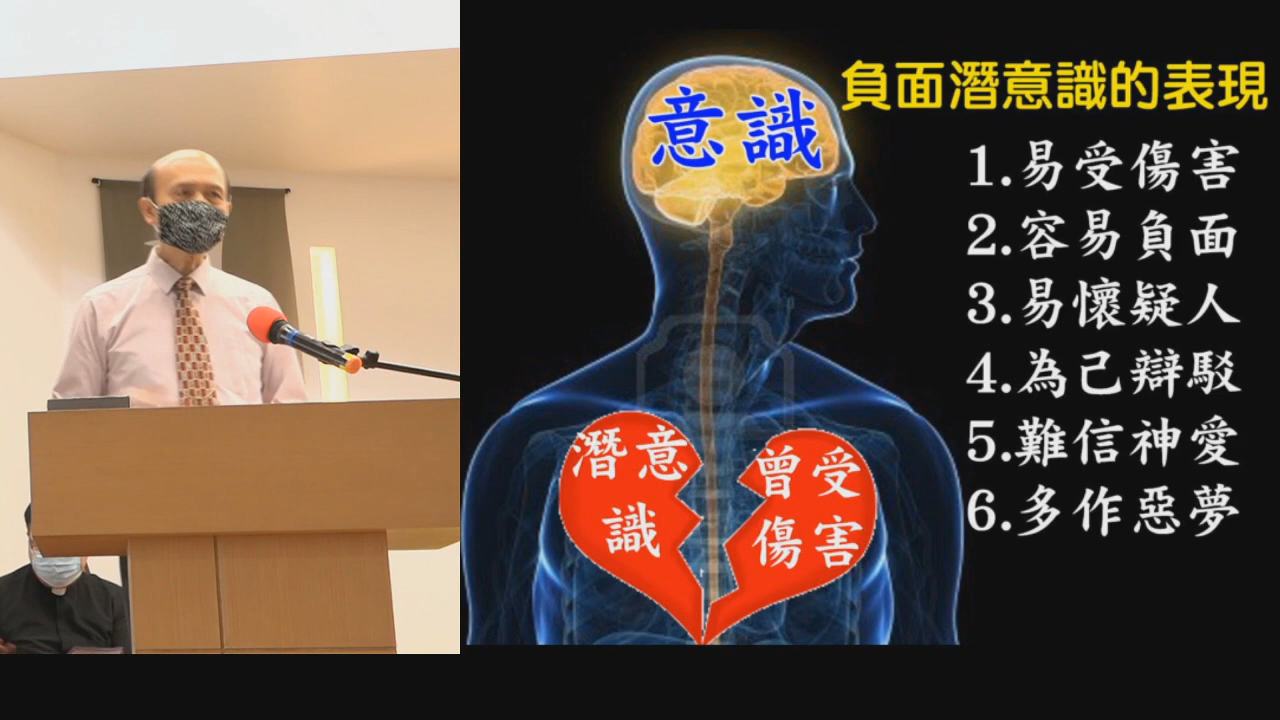 負面潛意識的表現
意識
1.易受傷害
2.容易負面
3.易懷疑人
4.為己辯駁
5.難信神愛
6.多作惡夢
潛意
識
曾受
傷害